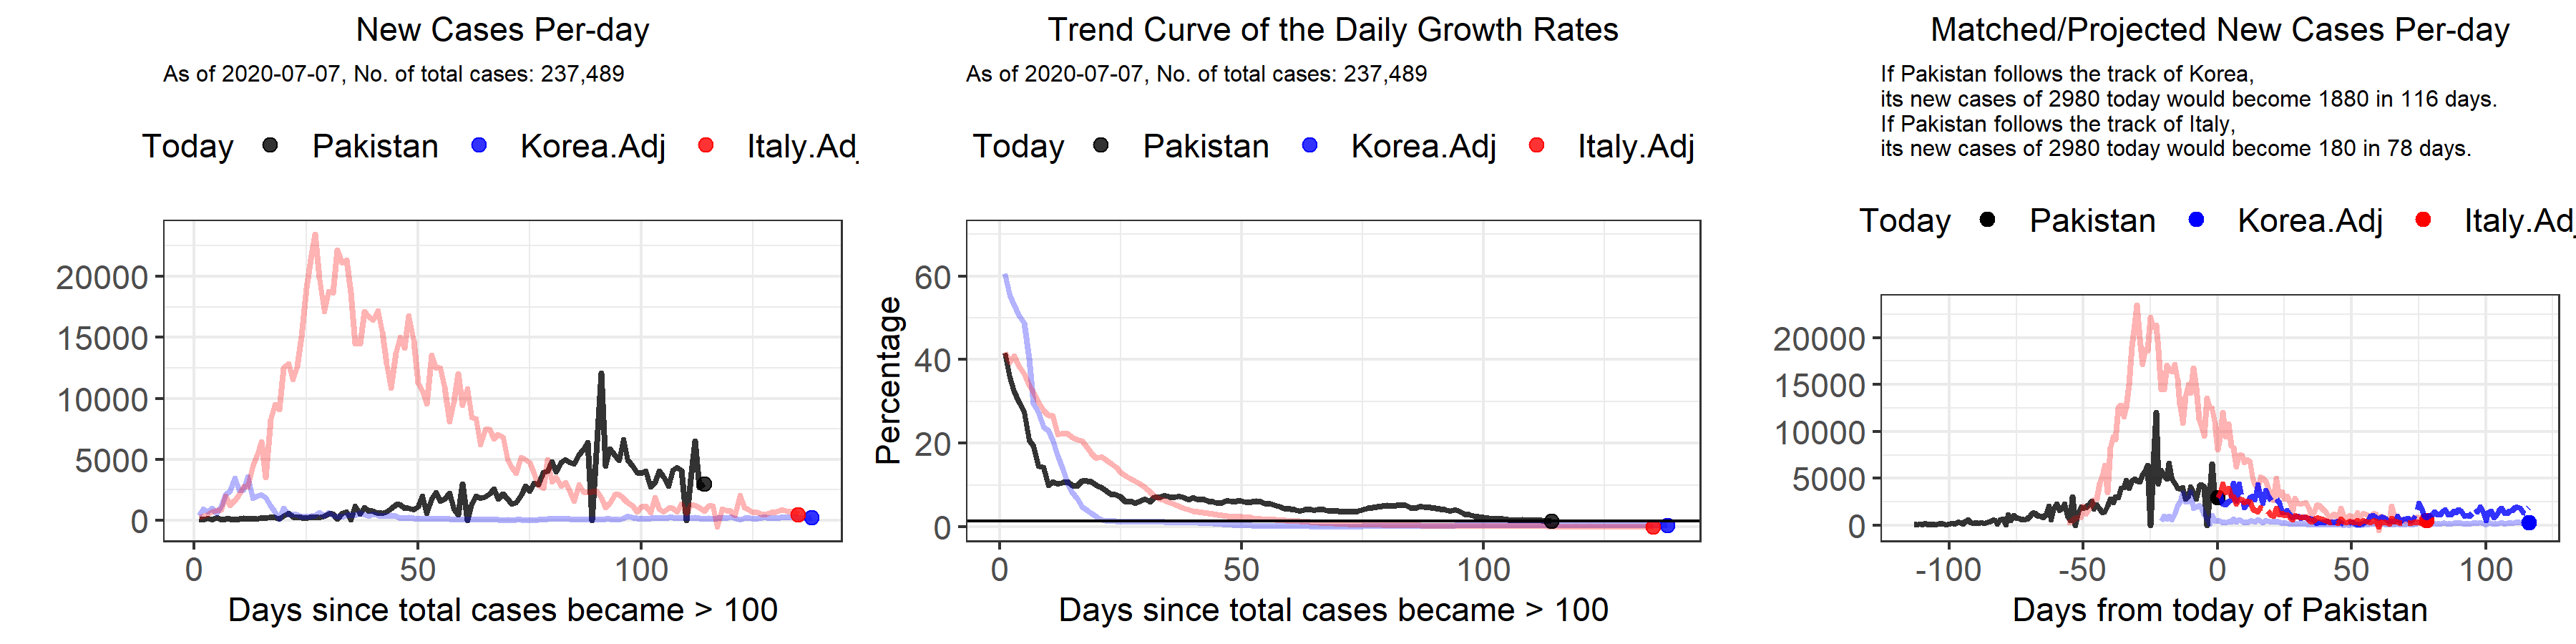 New Cases Per-day
As of 2020-07-07, No. of total cases: 237,489
Today Pakistan Korea.Adj Italy.Ad
20000
15000
10000
5000
0
0 50 100
Days since total cases became > 100
Trend Curve of the Daily Growth Rates
As of 2020-07-07, No. of total cases: 237,489
Today Pakistan Korea.Adj Italy.Adj
Percentage
60
40
20
0
0 50 100
Days since total cases became > 100
Matched/Projected New Cases Per-day
If Pakistan follows the track of Korea,
its new cases of 2980 today would become 1880 in 116 days.
If Pakistan follows the track of Italy,
its new cases of 2980 today would become 180 in 78 days.
Today Pakistan Korea.Adj Italy.Ad
20000
15000
10000
5000
0
-100 -50 0 50 100
Days from today of Pakistan